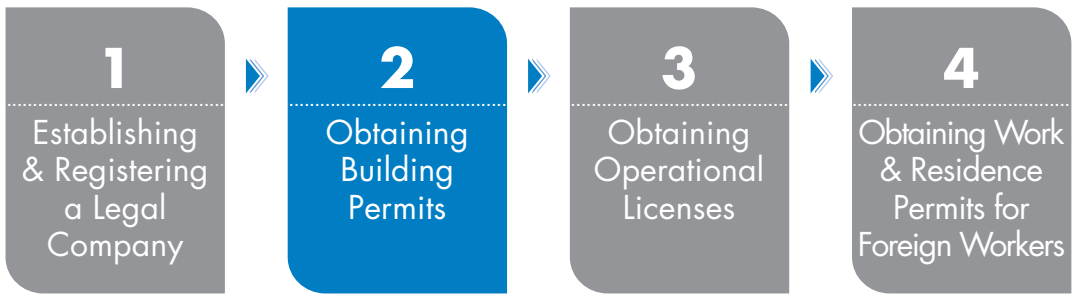 1
Establishing
& Registering
a Legal
Company
2
Obtaining
Building
Permits
3
Obtaining
Operational
Licenses
4
Obtaining Work
& Residence
Permits for
Foreign Workers